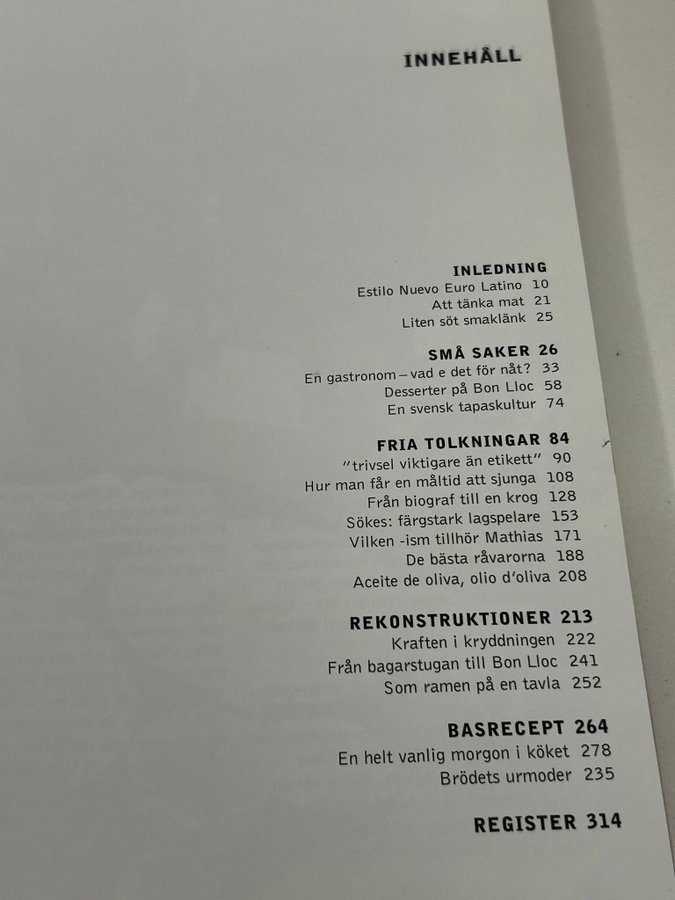 INNEHÅLL
INLEDNING
Estilo Nuevo Euro Latino 10
Att tänka mat 21
Liten söt smaklänk 25
SMÅ SAKER 26
En gastronom – vad e det för nåt? 33
Desserter på Bon Lloc 58
En svensk tapaskultur 74
FRIA TOLKNINGAR 84
"trivsel viktigare än etikett" 90
Hur man får en måltid att sjunga 108
Från biograf till en krog 128
Sökes: färgstark lagspelare 153
Vilken -ism tillhör Mathias 171
De bästa råvarorna 188
Aceite de oliva, olio d'oliva 208
REKONSTRUKTIONER 213
Kraften i kryddningen 222
Från bagarstugan till Bon Lloc 241
Som ramen på en tavla 252
BASRECEPT 264
En helt vanlig morgon i köket 278
Brödets urmoder 235
REGISTER 314